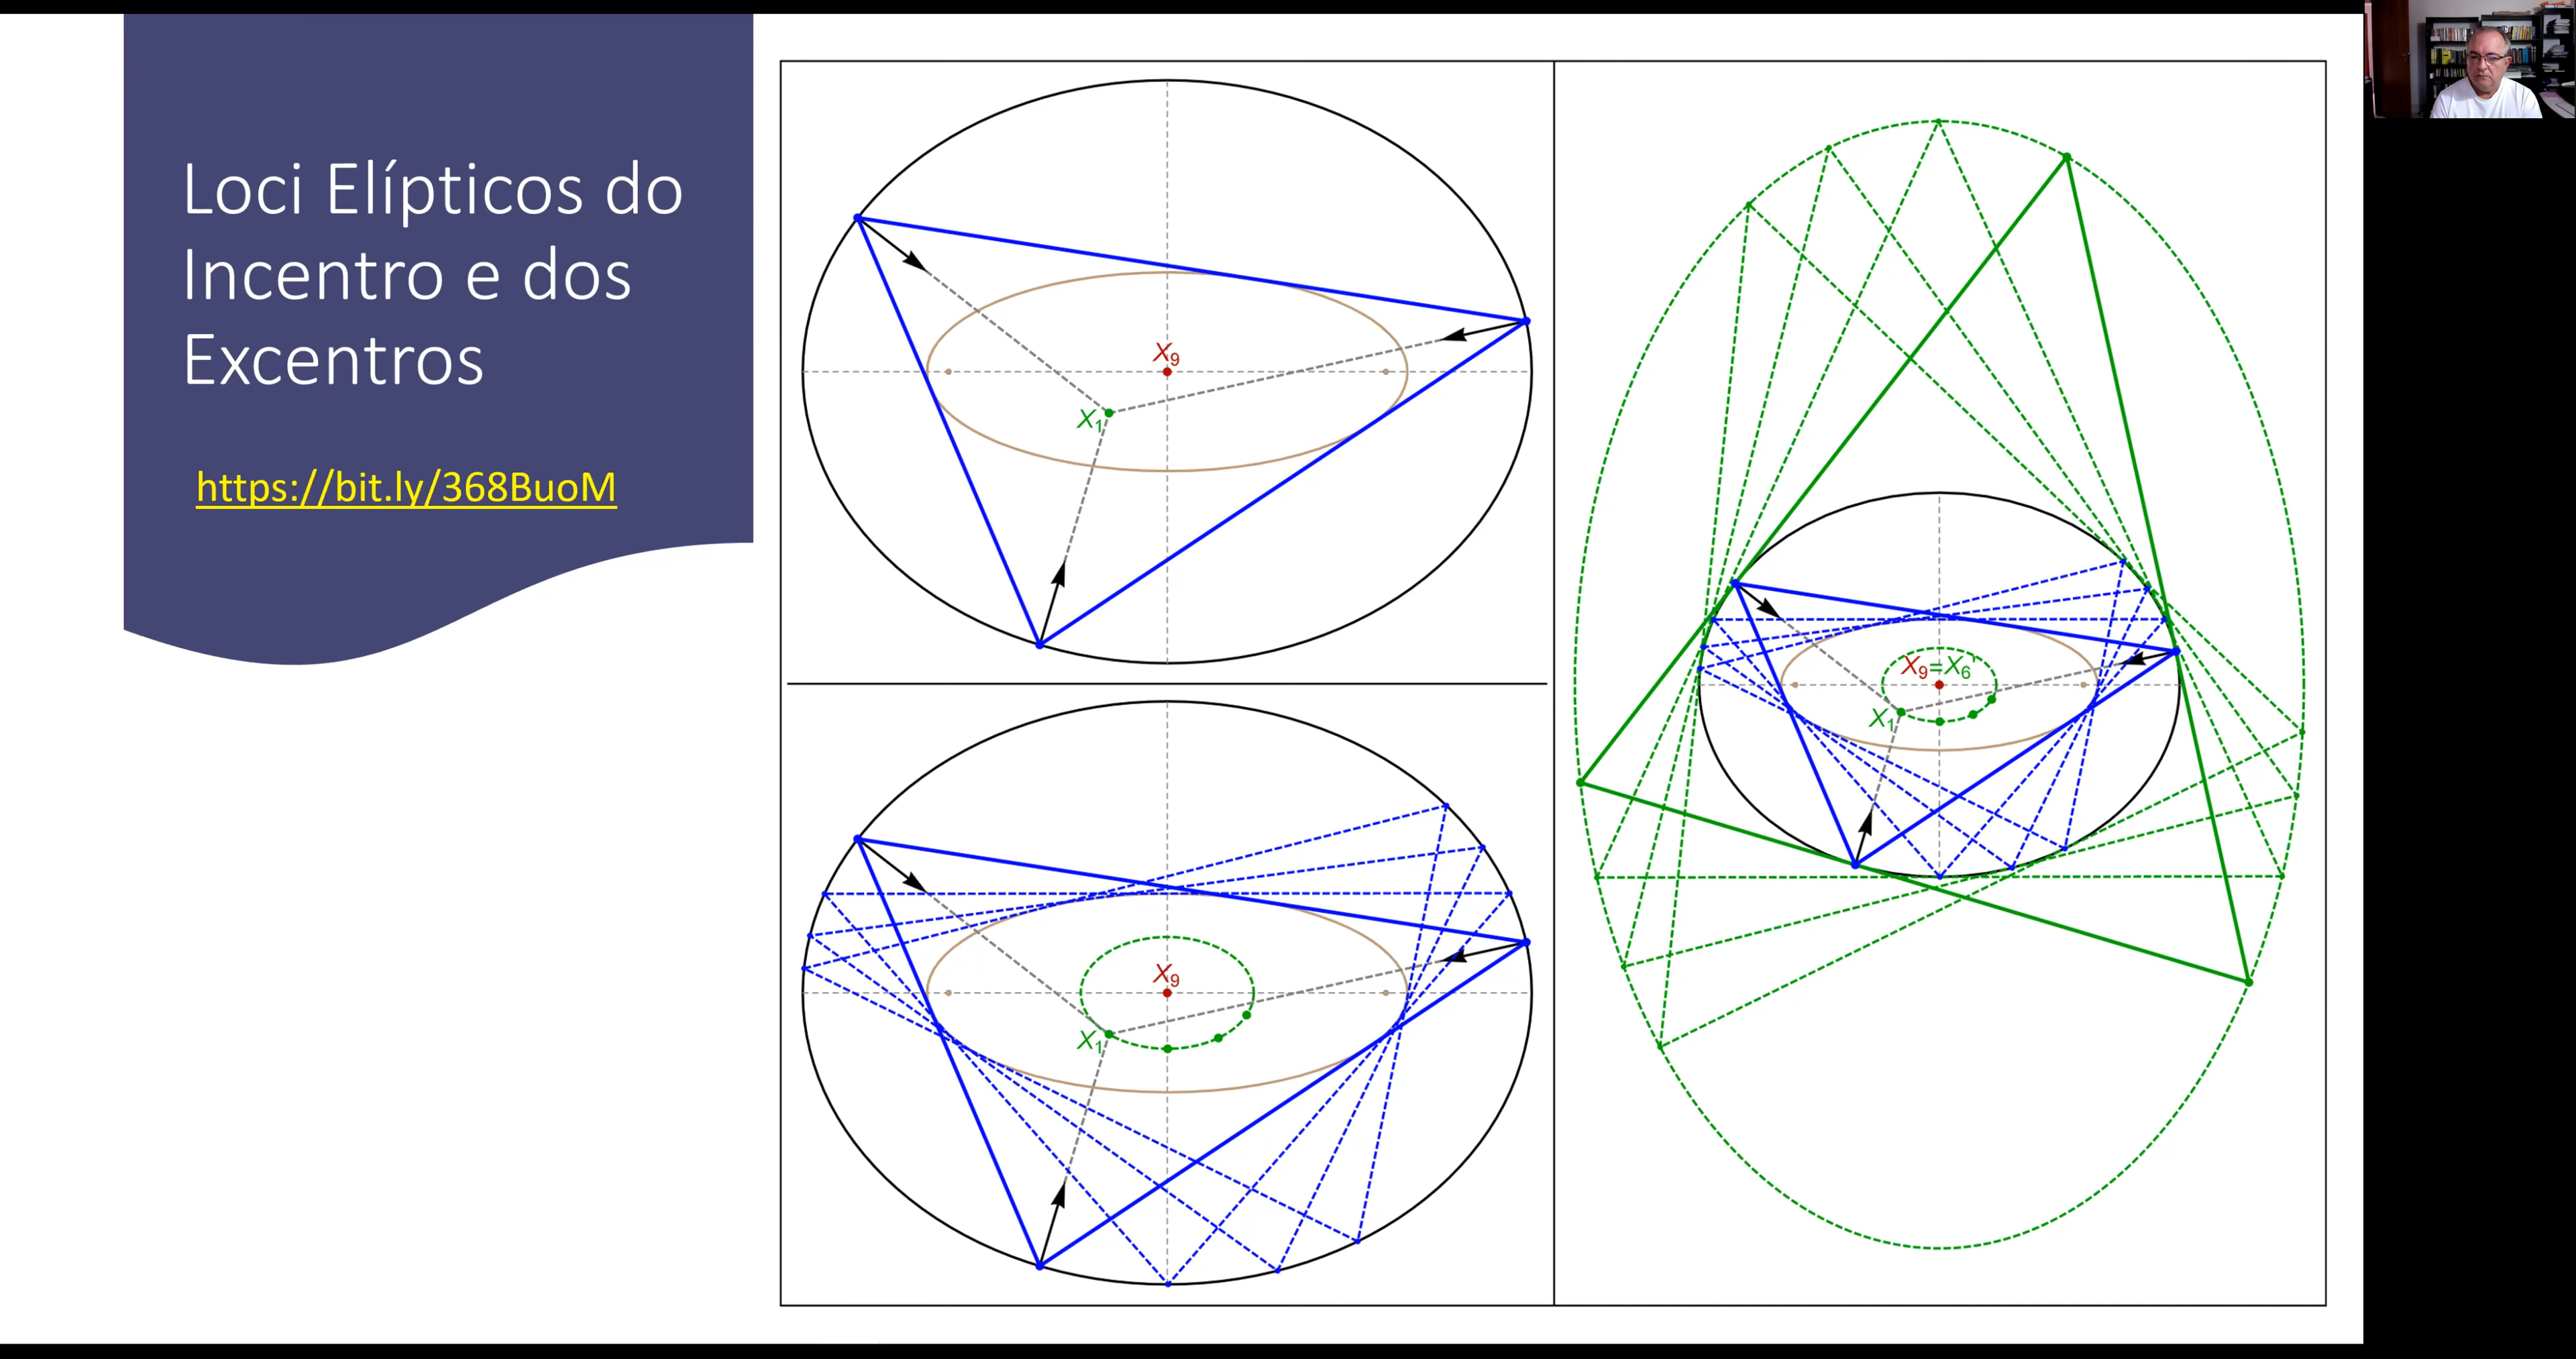 Loci Elípticos do
Incentro e dos
Excentros
https://bit.ly/368BuoM
X9
X1
X9
X1
X9=X6'
X1